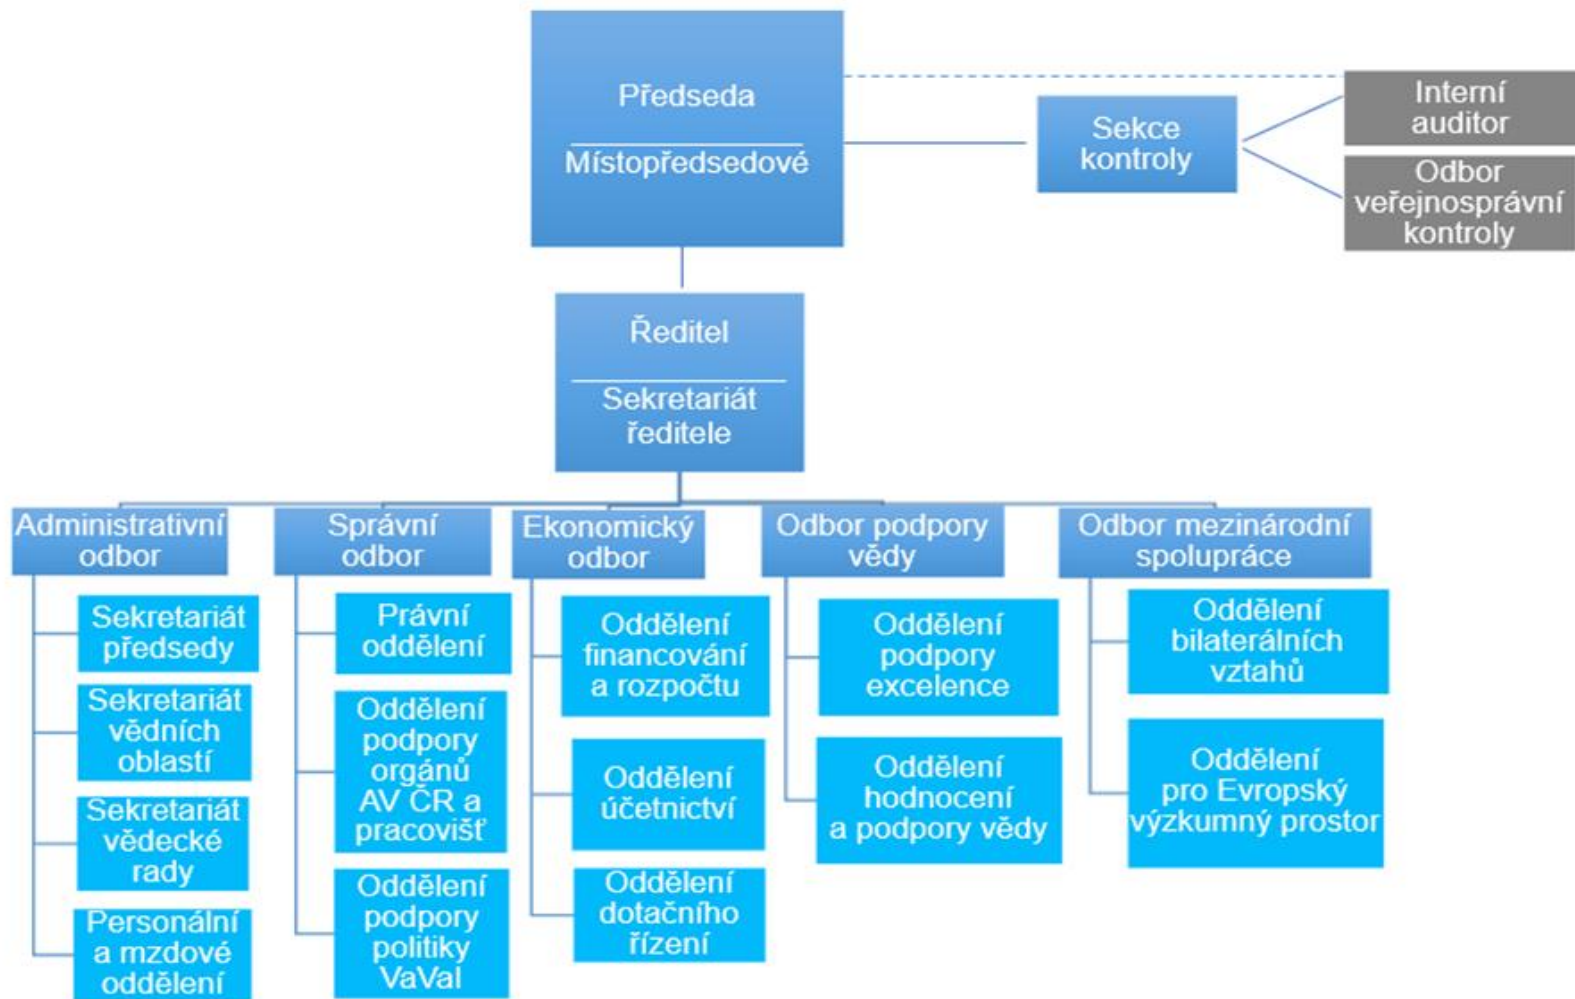 Předseda
Místopředsedové
Sekce
kontroly
Interní
auditor
Odbor
veřejnosprávní
kontroly
Ředitel
Sekretariát
ředitele
Administrativní
odbor
Sekretariát
předsedy
Sekretariát
vědních
oblastí
Sekretariát
vědecké
rady
Personální
a mzdové
oddělení
Správní
odbor
Právní
oddělení
Oddělení
podpory
orgánů
AV ČR a
pracovišť
Oddělení
podpory
politiky
VaVaI
Ekonomický
odbor
Oddělení
financování
a rozpočtu
Oddělení
účetnictví
Oddělení
dotačního
řízení
Odbor podpory
vědy
Oddělení
podpory
excelence
Oddělení
hodnocení
a podpory vědy
Odbor mezinárodní
spolupráce
Oddělení
bilaterálních
vztahů
Oddělení
pro Evropský
výzkumný prostor